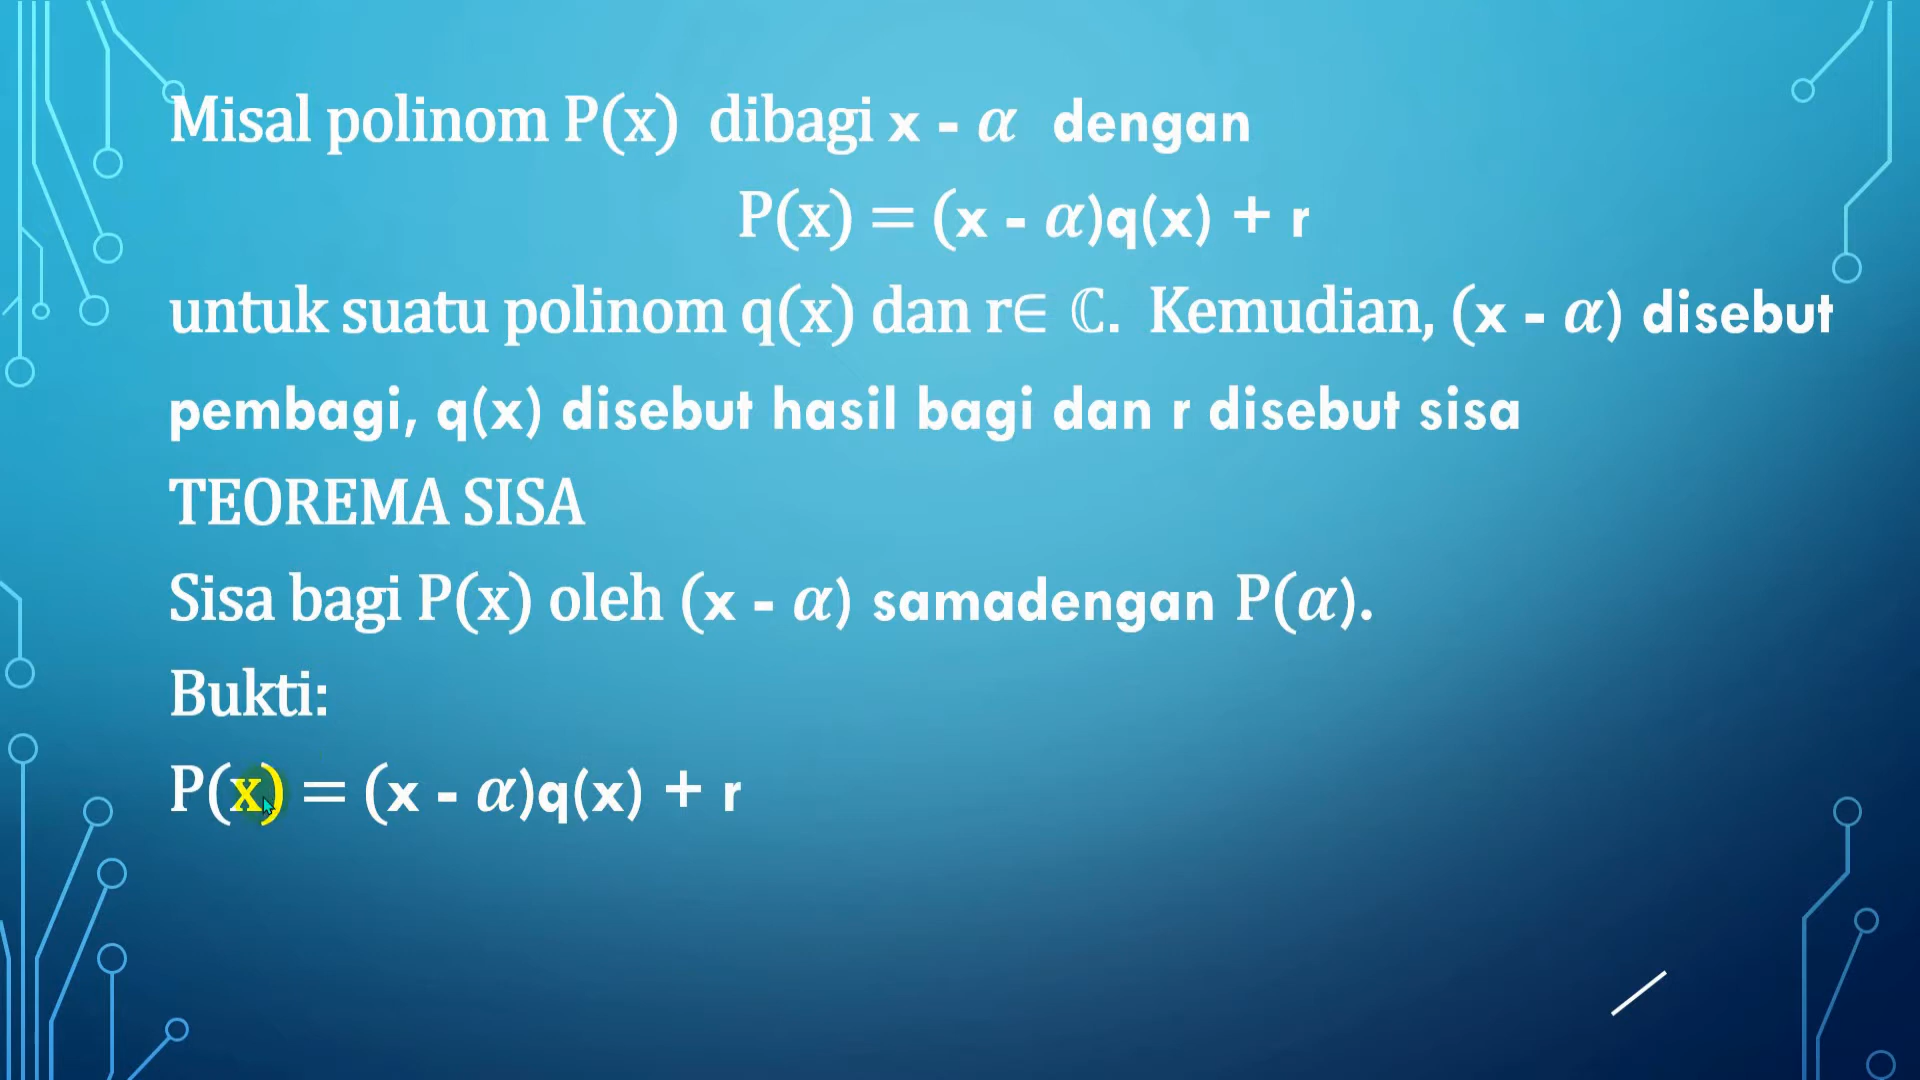 Misal polinom P(x) dibagi x - α dengan
P(x) = (x - α)q(x) + r
untuk suatu polinom q(x) dan r∈ ℂ. Kemudian, (x - α) disebut
pembagi, q(x) disebut hasil bagi dan r disebut sisa
TEOREMA SISA
Sisa bagi P(x) oleh (x - α) samadengan P(α).
Bukti:
P(x) = (x - α)q(x) + r